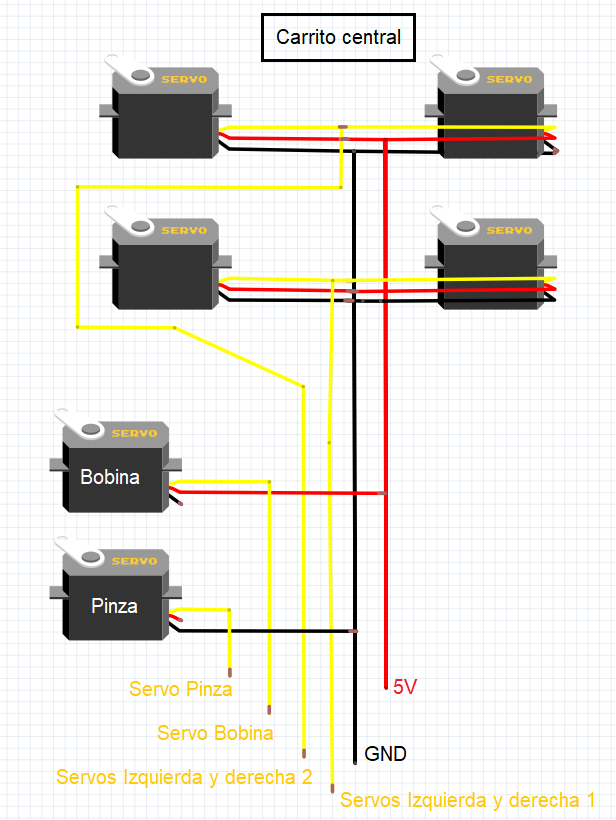 Carrito central
SERVO
SERVO
SERVO
SERVO
SERVO
Bobina
SERVO
Pinza
Servo Pinza
5V
Servo Bobina
GND
Servos Izquierda y derecha 2
Servos Izquierda y derecha 1